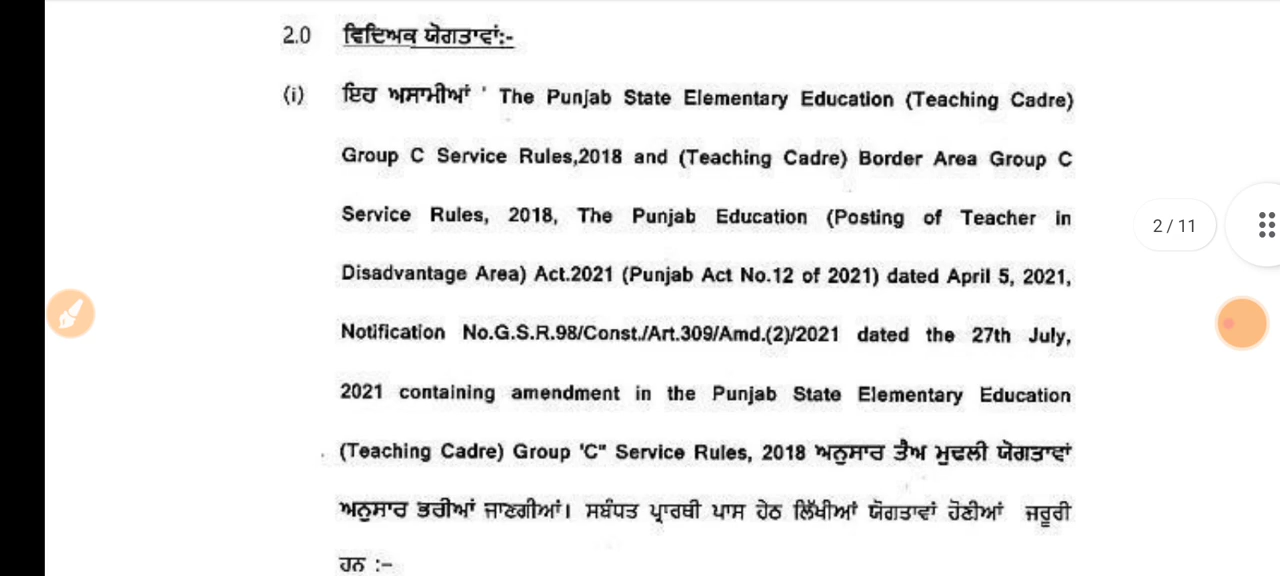 2.0 ਵਿਦਿਅਕ ਯੋਗਤਾਵਾਂ:-
(i) ਇਹ ਅਸਾਮੀਆਂ ' The Punjab State Elementary Education (Teaching Cadre)
Group C Service Rules,2018 and (Teaching Cadre) Border Area Group C
Service Rules, 2018, The Punjab Education (Posting of Teacher in
2 / 11
Disadvantage Area) Act.2021 (Punjab Act No.12 of 2021) dated April 5, 2021,
Notification No.G.S.R.98/Const./Art.309/Amd.(2)/2021 dated the 27th July,
2021 containing amendment in the Punjab State Elementary Education
(Teaching Cadre) Group 'C" Service Rules, 2018 ਅਨੁਸਾਰ ਤੈਅ ਮੁਢਲੀ ਯੋਗਤਾਵਾਂ
ਅਨੁਸਾਰ ਭਰੀਆਂ ਜਾਣਗੀਆਂ। ਸਬੰਧਤ ਪ੍ਰਾਰਥੀ ਪਾਸ ਹੇਠ ਲਿੱਖੀਆਂ ਯੋਗਤਾਵਾਂ ਹੋਣੀਆਂ ਜਰੂਰੀ
ਹਨ :-